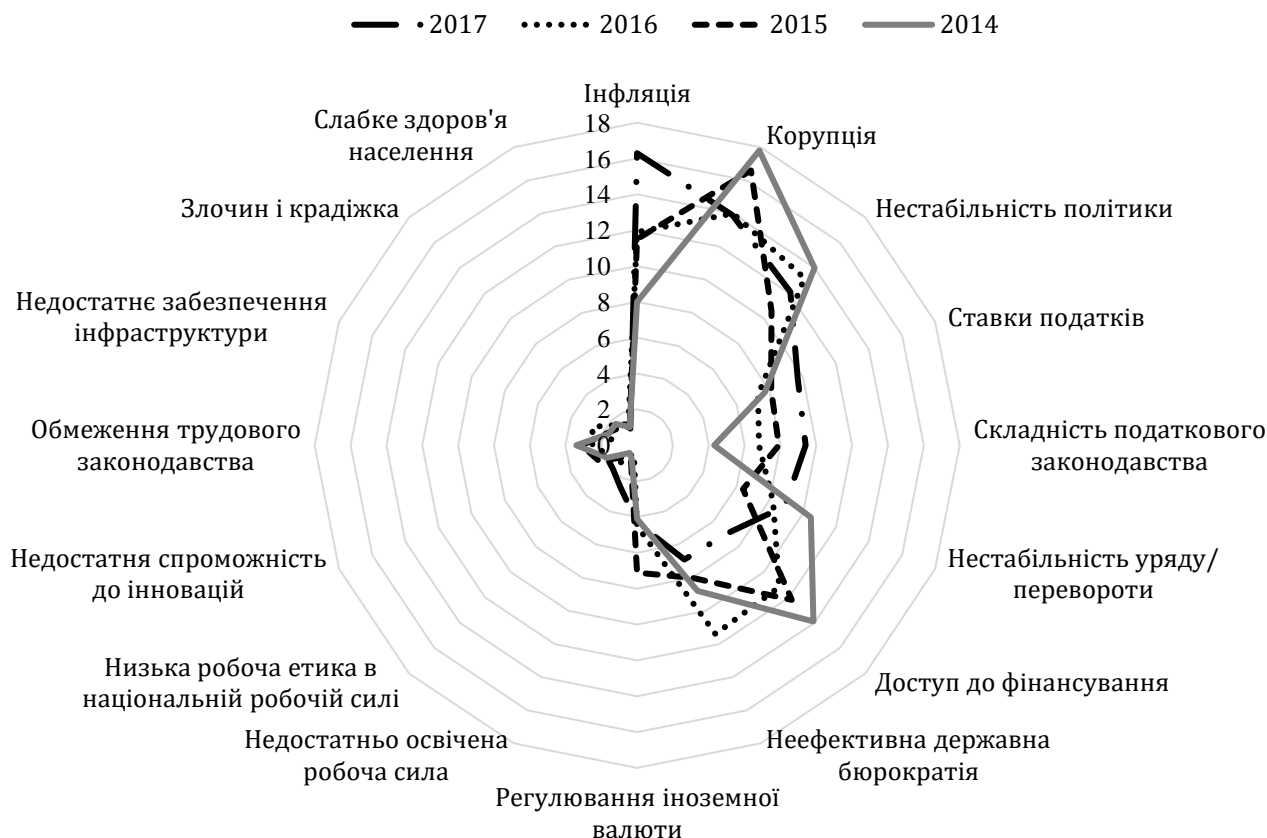 2017 2016 2015 2014
Інфляція
Корупція
Нестабільність політики
Ставки податків
Складність податкового
законодавства
Нестабільність уряду/
перевороти
Доступ до фінансування
Неефективна державна
бюрократія
Регулювання іноземної
валюти
Недостатньо освічена
робоча сила
Низька робоча етика в
національній робочій силі
Недостатня спроможність
до інновацій
Обмеження трудового
законодавства
Недостатнє забезпечення
інфраструктури
Злочин і крадіжка
Слабке здоров'я
населення
18
16
14
12
10
8
6
4
2
0